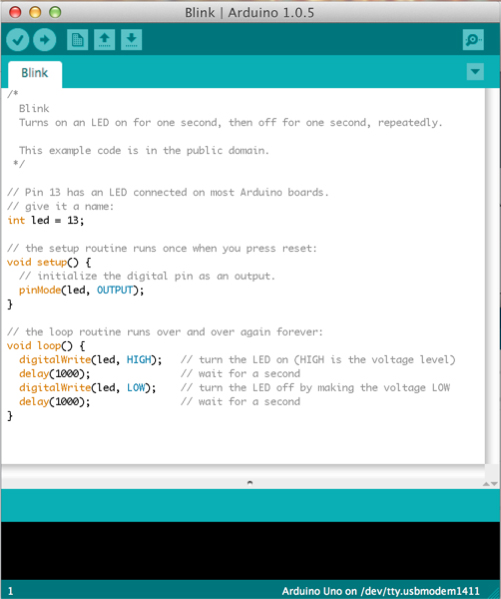 Blink | Arduino 1.0.5
Blink
/*
  Blink
  Turns on an LED on for one second, then off for one second, repeatedly.

  This example code is in the public domain.
 */

// Pin 13 has an LED connected on most Arduino boards.
// give it a name:
int led = 13;

// the setup routine runs once when you press reset:
void setup() {
  // initialize the digital pin as an output.
  pinMode(led, OUTPUT);
}

// the loop routine runs over and over again forever:
void loop() {
  digitalWrite(led, HIGH);   // turn the LED on (HIGH is the voltage level)
  delay(1000);               // wait for a second
  digitalWrite(led, LOW);    // turn the LED off by making the voltage LOW
  delay(1000);               // wait for a second
}
1 Arduino Uno on /dev/tty.usbmodem1411